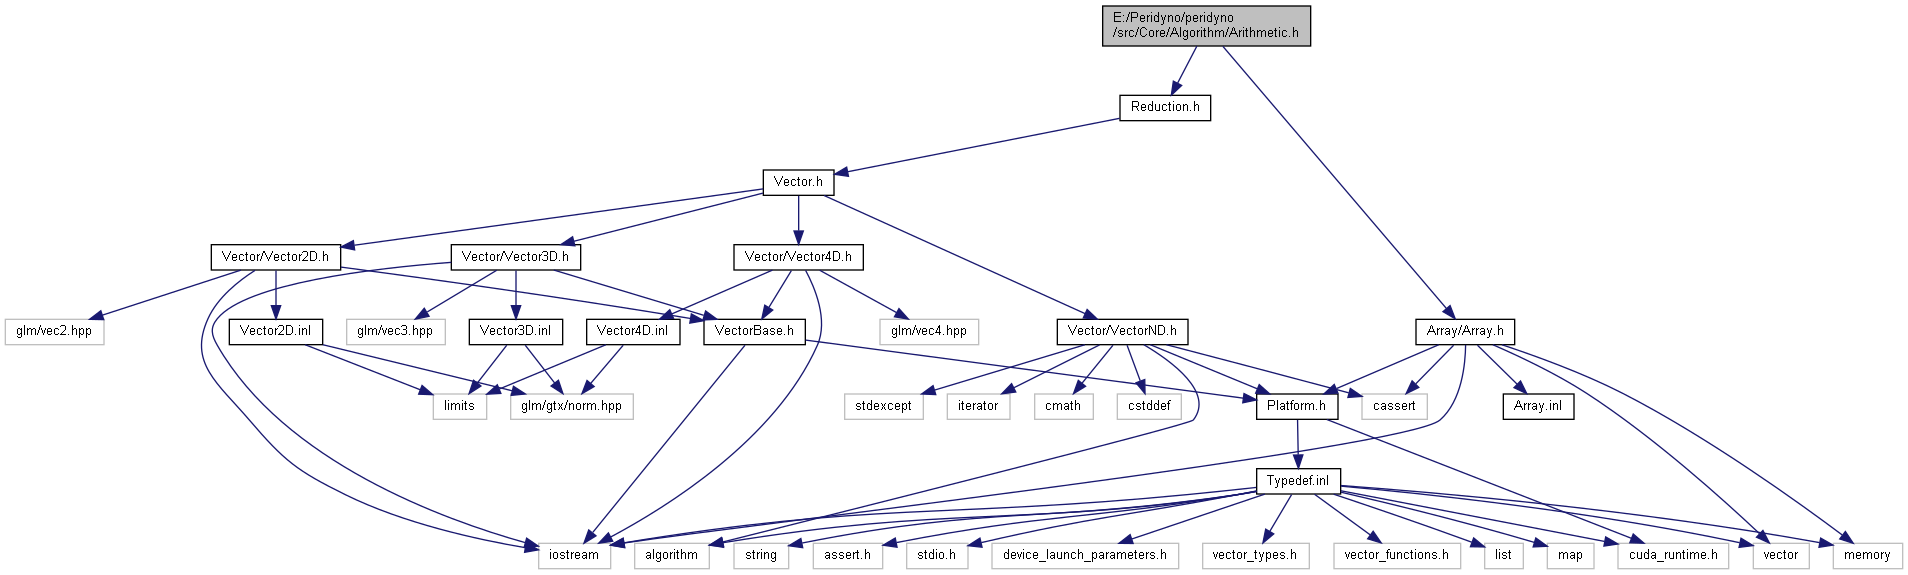 E:/Peridyno/peridyno
/src/Core/Algorithm/Arithmetic.h
Reduction.h
Vector.h
Vector/Vector2D.h
Vector/Vector3D.h
Vector/Vector4D.h
glm/vec2.hpp
Vector2D.inl
glm/vec3.hpp
Vector3D.inl
Vector4D.inl
VectorBase.h
glm/vec4.hpp
Vector/VectorND.h
Array/Array.h
limits
glm/gtx/norm.hpp
stdexcept
iterator
cmath
cstddef
Platform.h
cassert
Array.inl
Typedef.inl
iostream
algorithm
string
assert.h
stdio.h
device_launch_parameters.h
vector_types.h
vector_functions.h
list
map
cuda_runtime.h
vector
memory